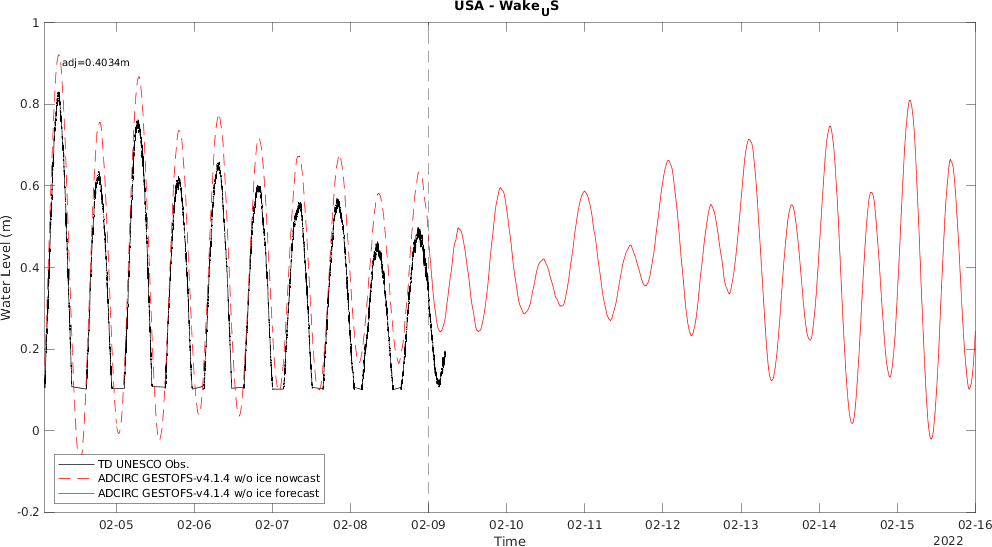 USA - Wake_US
adj=0.4034m
1
0.8
0.6
0.4
0.2
0
-0.2
Water Level (m)
TD UNESCO Obs.
ADCIRC GESTOFS-v4.1.4 w/o ice nowcast
ADCIRC GESTOFS-v4.1.4 w/o ice forecast
02-05 02-06 02-07 02-08 02-09 02-10 02-11 02-12 02-13 02-14 02-15 02-16
Time
2022